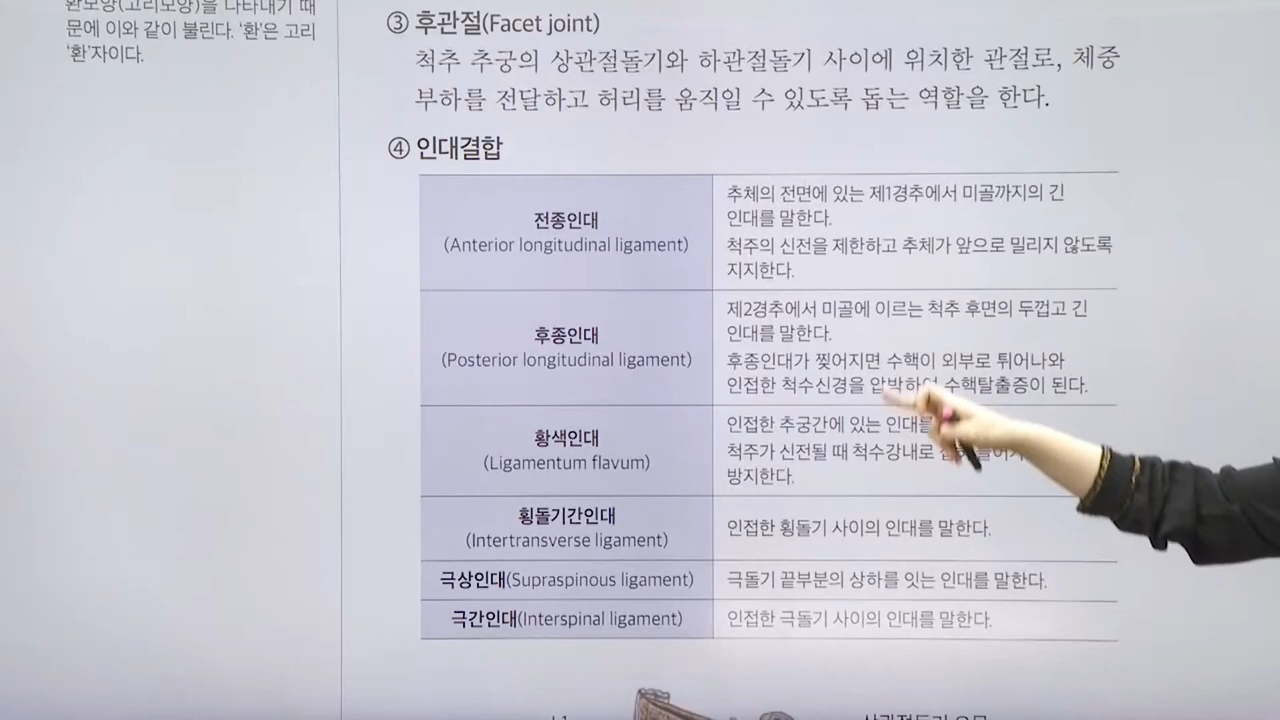 환모양(고리모양)을 나타내기 때
문에 이와 같이 불린다. ‘환’은 고리
‘환’자이다.
③ 후관절(Facet joint)
척추 추궁의 상관절돌기와 하관절돌기 사이에 위치한 관절로, 체중
부하를 전달하고 허리를 움직일 수 있도록 돕는 역할을 한다.
④ 인대결합
전종인대
(Anterior longitudinal ligament)
추체의 전면에 있는 제1경추에서 미골까지의 긴
인대를 말한다.
척주의 신전을 제한하고 추체가 앞으로 밀리지 않도록
지지한다.
후종인대
(Posterior longitudinal ligament)
제2경추에서 미골에 이르는 척추 후면의 두껍고 긴
인대를 말한다.
후종인대가 찢어지면 수핵이 외부로 튀어나와
인접한 척수신경을 압박하여 수핵탈출증이 된다.
황색인대
(Ligamentum flavum)
인접한 추궁간에 있는 인대를
척주가 신전될 때 척수강내로
방지한다.
횡돌기간인대
(Intertransverse ligament)
인접한 횡돌기 사이의 인대를 말한다.
극상인대(Supraspinous ligament)
극돌기 끝부분의 상하를 잇는 인대를 말한다.
극간인대(Interspinal ligament)
인접한 극돌기 사이의 인대를 말한다.